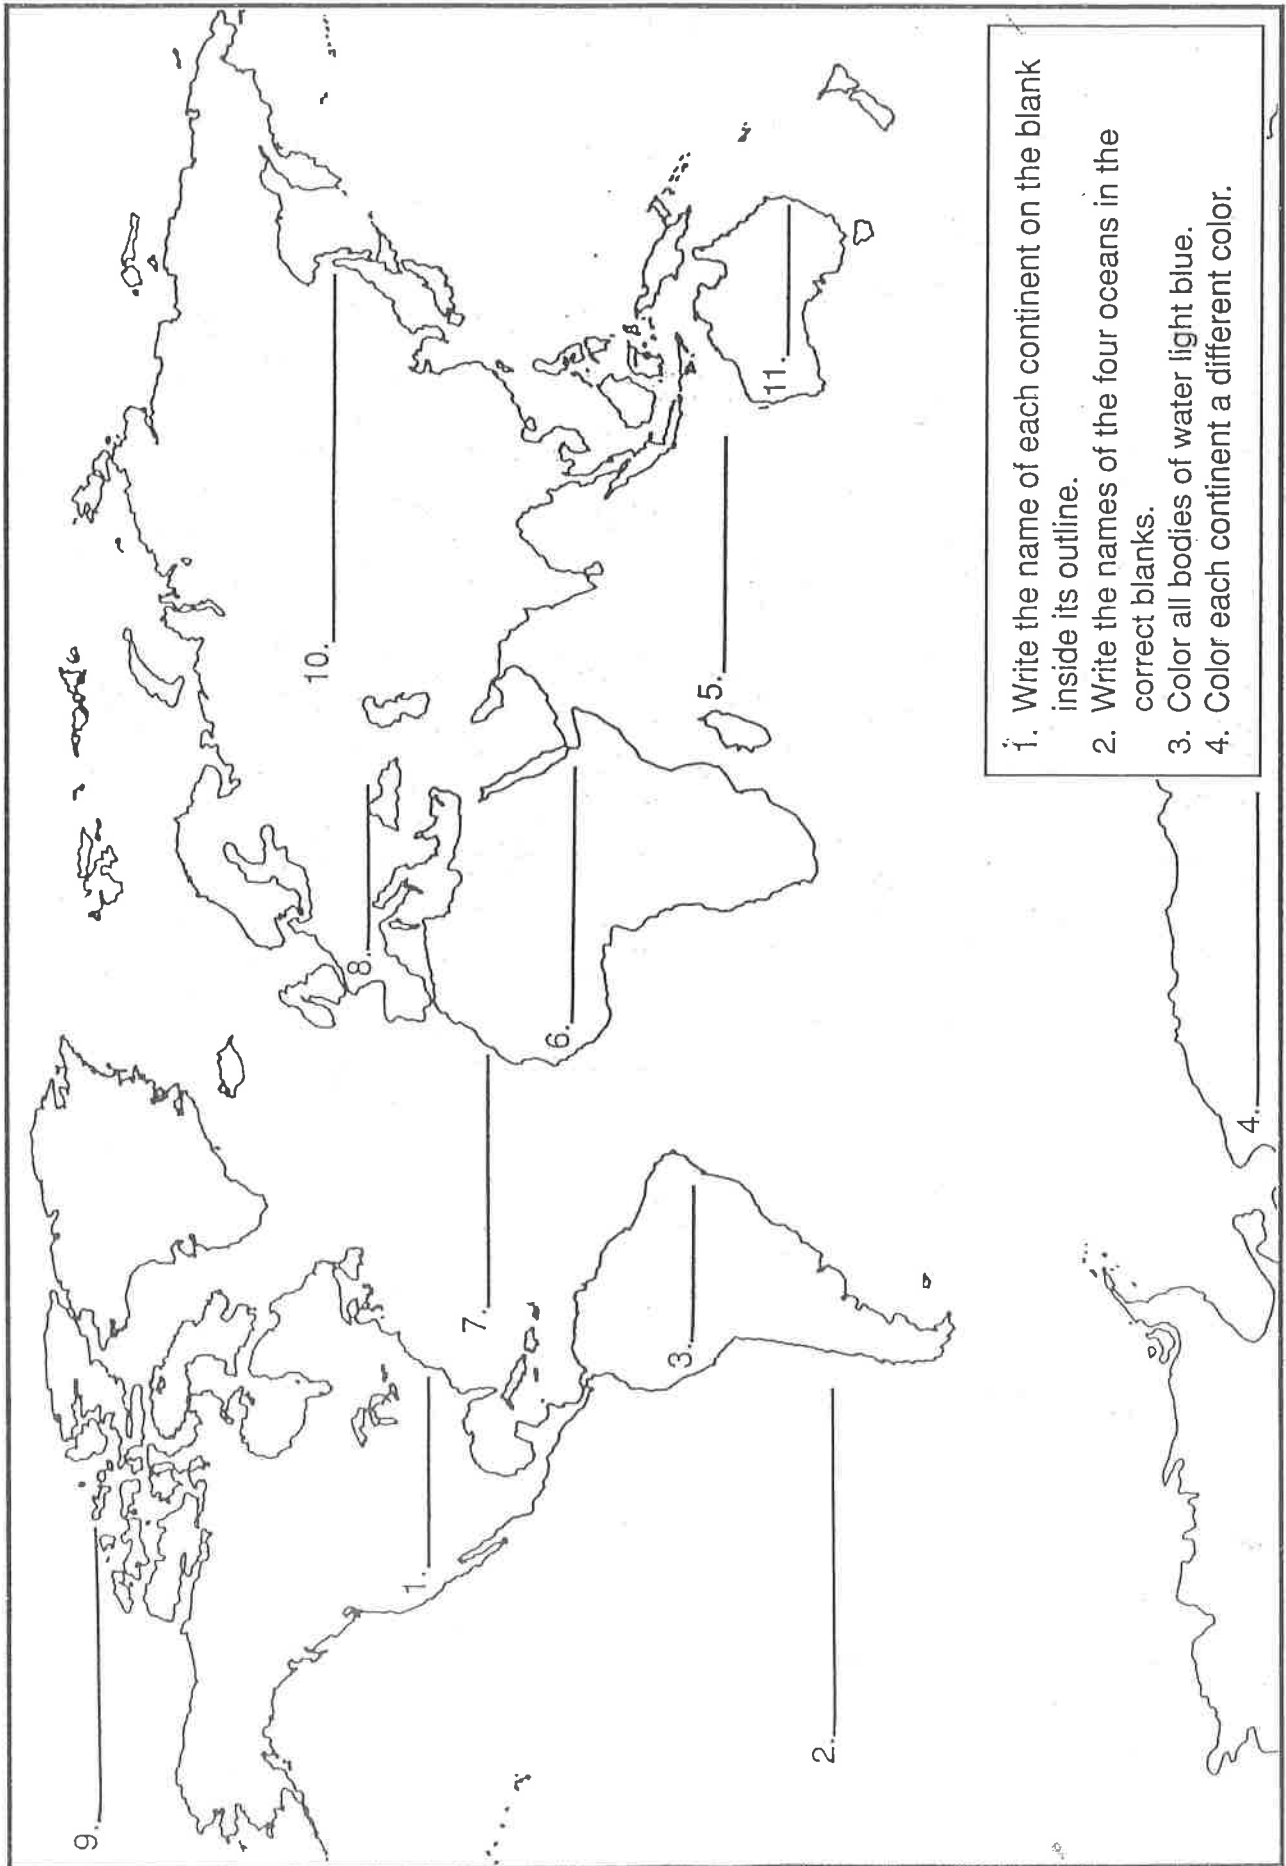 9.
10.
8.
1.
7.
6.
3.
5.
11.
2.
4.
1. Write the name of each continent on the blank
inside its outline.
2. Write the names of the four oceans in the
correct blanks.
3. Color all bodies of water light blue.
4. Color each continent a different color.